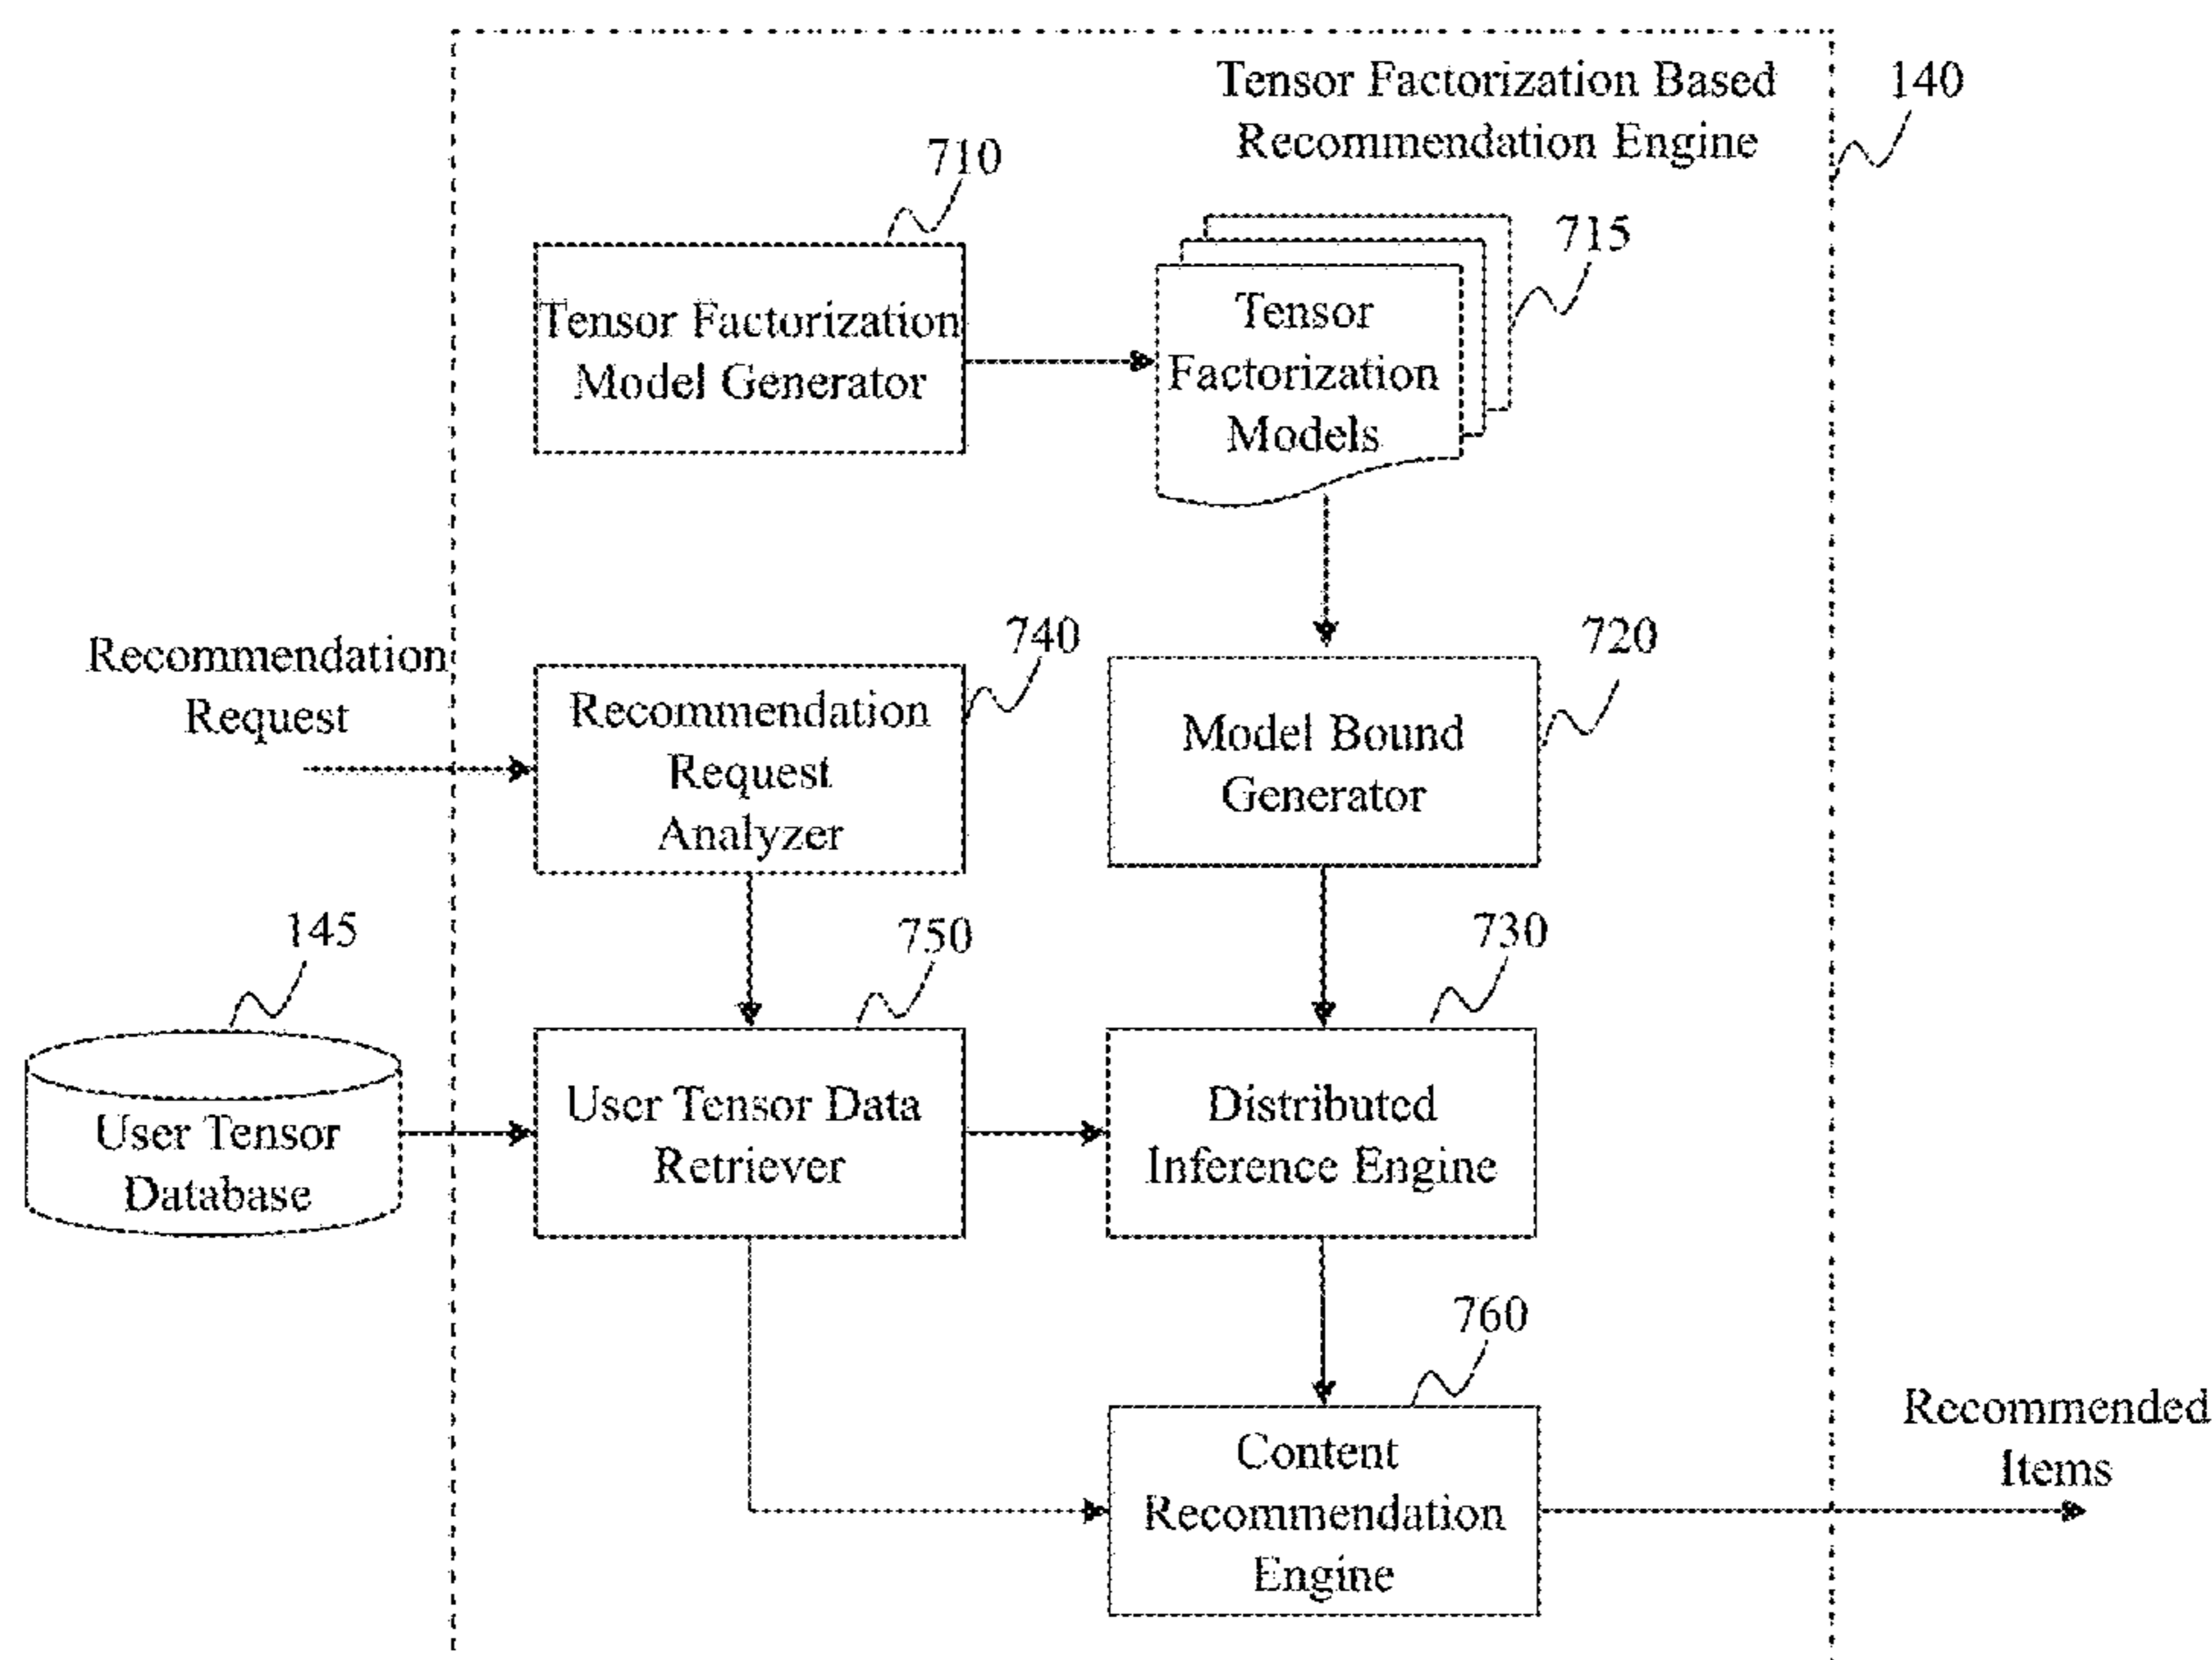 Tensor Factorization Based
Recommendation Engine
140
710
Tensor Factorization
Model Generator
715
Tensor
Factorization
Models
Recommendation
Request
740
Recommendation
Request
Analyzer
720
Model Bound
Generator
145
User Tensor
Database
750
User Tensor Data
Retriever
730
Distributed
Inference Engine
760
Content
Recommendation
Engine
Recommended
Items